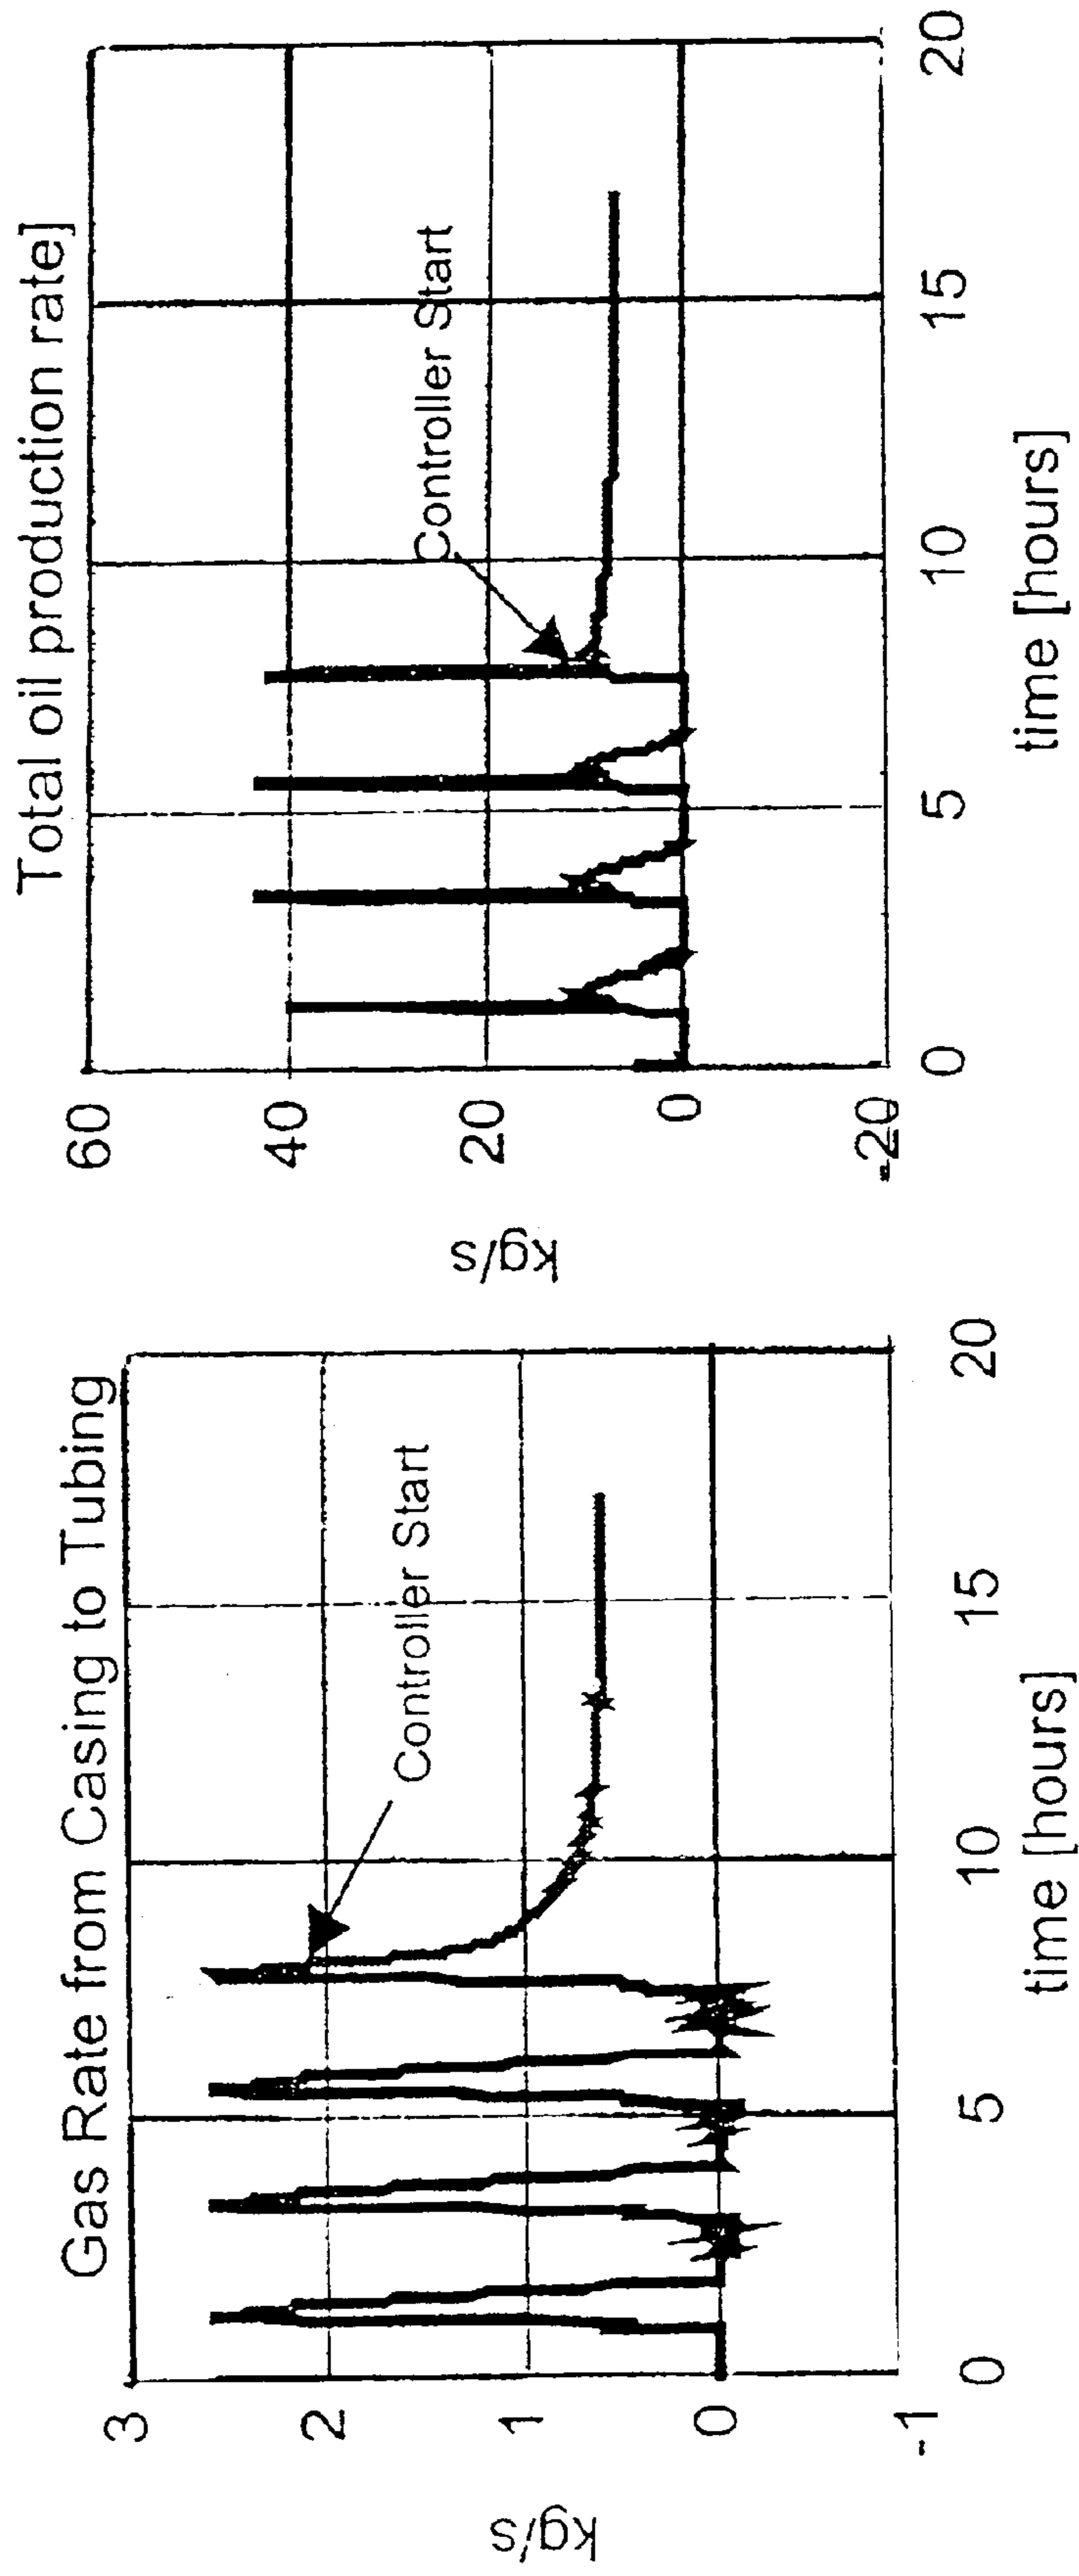 Gas Rate from Casing to Tubing
3
2
1
0
-1
kg/s
Controller Start
0
5
10
15
20
time [hours]
Total oil production rate]
60
40
20
0
-20
kg/s
Controller Start
0
5
10
15
20
time [hours]